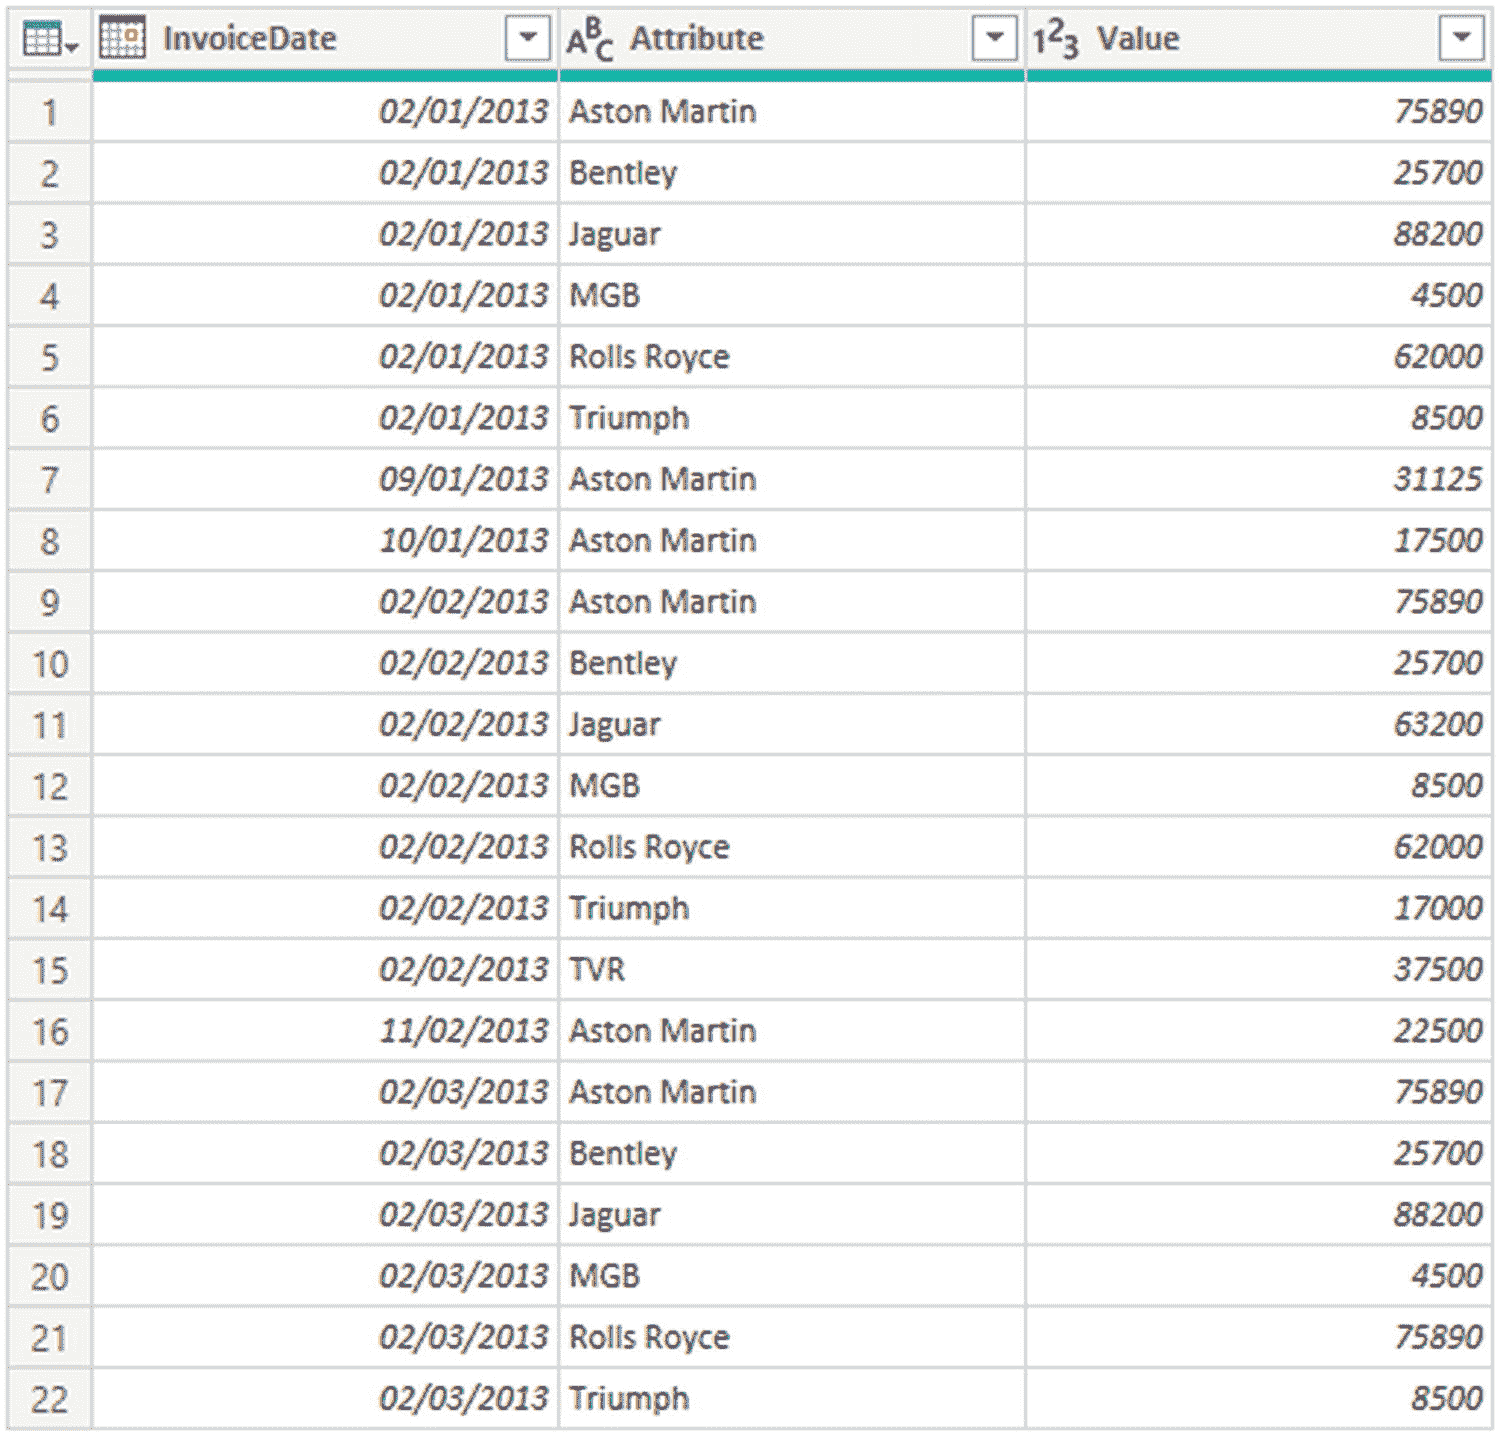 InvoiceDate ABC Attribute 123 Value
1 02/01/2013 Aston Martin 75890
2 02/01/2013 Bentley 25700
3 02/01/2013 Jaguar 88200
4 02/01/2013 MGB 4500
5 02/01/2013 Rolls Royce 62000
6 02/01/2013 Triumph 8500
7 09/01/2013 Aston Martin 31125
8 10/01/2013 Aston Martin 17500
9 02/02/2013 Aston Martin 75890
10 02/02/2013 Bentley 25700
11 02/02/2013 Jaguar 63200
12 02/02/2013 MGB 8500
13 02/02/2013 Rolls Royce 62000
14 02/02/2013 Triumph 17000
15 02/02/2013 TVR 37500
16 11/02/2013 Aston Martin 22500
17 02/03/2013 Aston Martin 75890
18 02/03/2013 Bentley 25700
19 02/03/2013 Jaguar 88200
20 02/03/2013 MGB 4500
21 02/03/2013 Rolls Royce 75890
22 02/03/2013 Triumph 8500